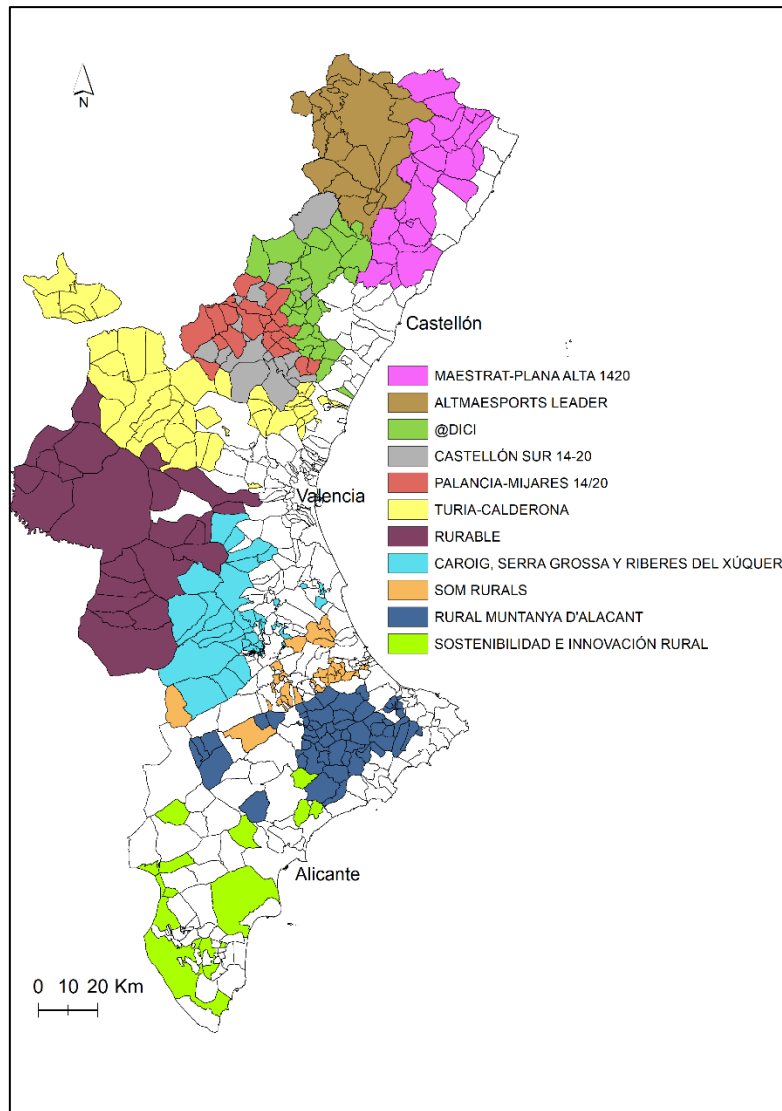 N
Castellón
MAESTRAT-PLANA ALTA 1420
ALTMAESPORTS LEADER
@DICI
CASTELLÓN SUR 14-20
PALANCIA-MIJARES 14/20
TURIA-CALDERONA
Valencia
RURABLE
CAROIG, SERRA GROSSA Y RIBERES DEL XÚQUER
SOM RURALS
RURAL MUNTANYA D'ALACANT
SOSTENIBILIDAD E INNOVACIÓN RURAL
Alicante
0 10 20 Km